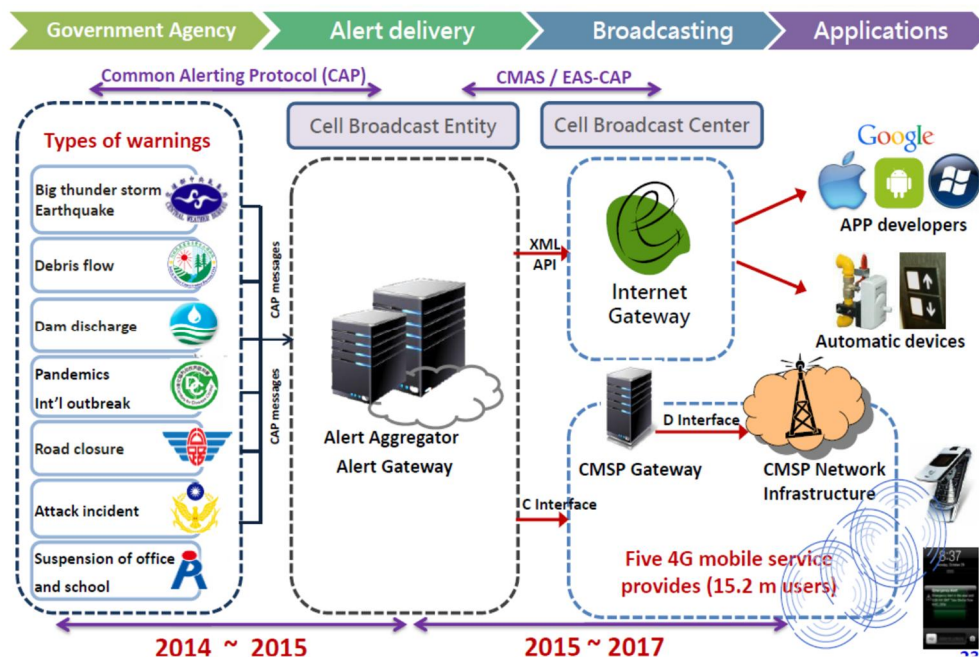 Government Agency
Alert delivery
Broadcasting
Applications
Common Alerting Protocol (CAP)
CMAS / EAS-CAP
Cell Broadcast Entity
Cell Broadcast Center
Types of warnings
Big thunder storm
Earthquake
Debris flow
Dam discharge
Pandemics
Int'l outbreak
Road closure
Attack incident
Suspension of office
and school
CAP messages
CAP messages
Alert Aggregator
Alert Gateway
XML
API
C Interface
Internet
Gateway
CMSP Gateway
D Interface
CMSP Network
Infrastructure
Five 4G mobile service
provides (15.2 m users)
Google
APP developers
Automatic devices
8:37
2014 ~ 2015
2015 ~ 2017